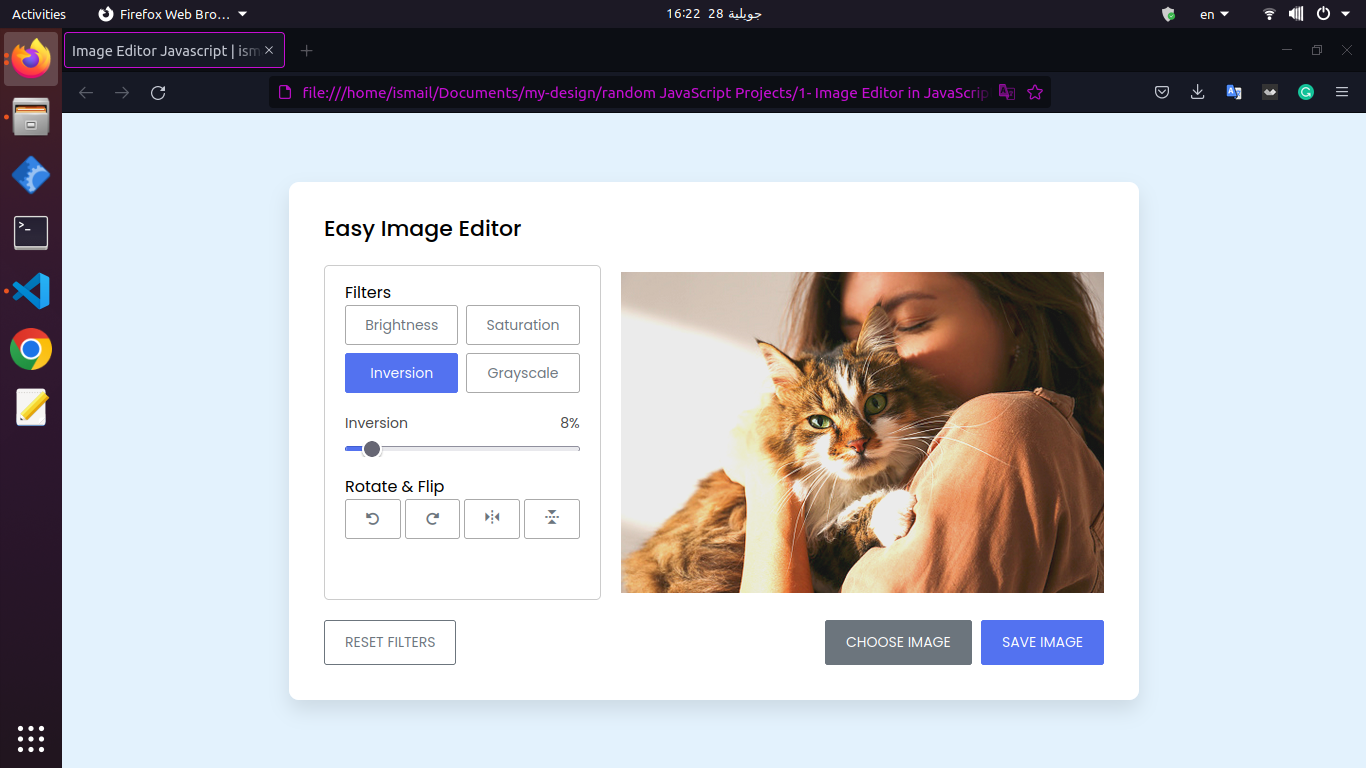 Activities
Firefox Web Bro…
جويلية 28 16:22
en
Image Editor Javascript | ism
file:///home/ismail/Documents/my-design/random JavaScript Projects/1- Image Editor in JavaScrip
Easy Image Editor
Filters
Brightness
Saturation
Inversion
Grayscale
Inversion
8%
Rotate & Flip
RESET FILTERS
CHOOSE IMAGE
SAVE IMAGE